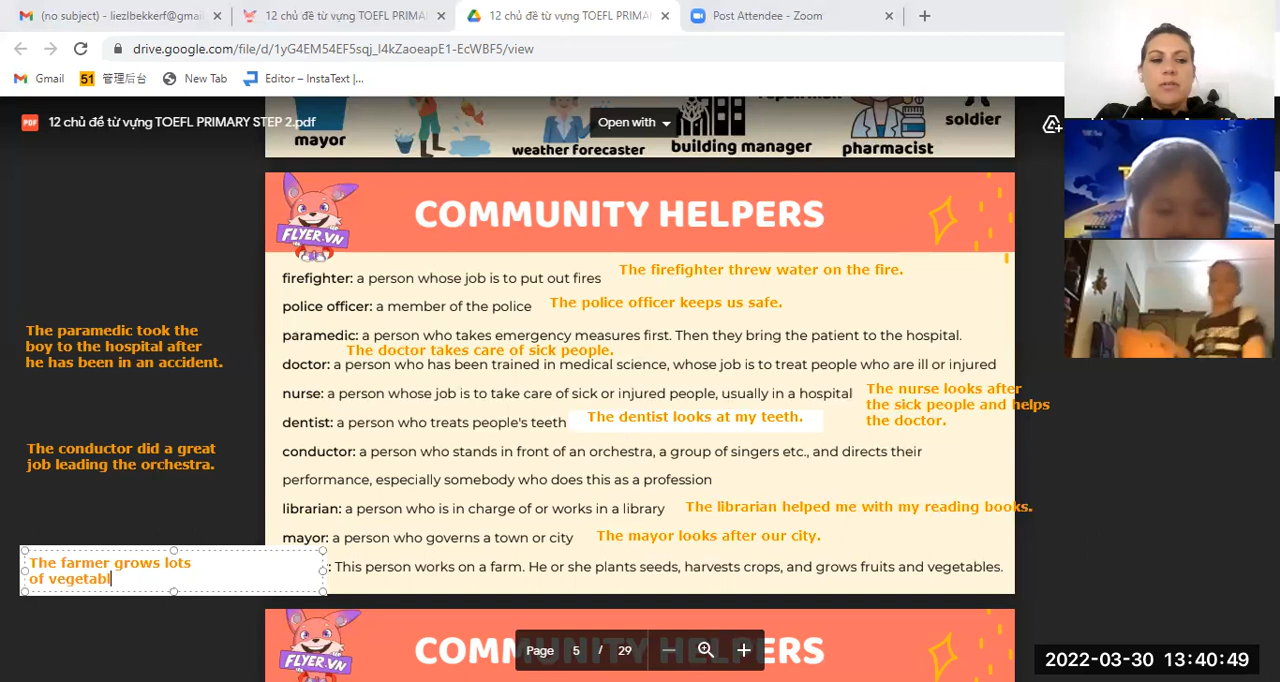 (no subject) - liezlbekkerf@gmai
12 chủ đề từ vựng TOEFL PRIMA
12 chủ đề từ vựng TOEFL PRIMA
Post Attendee - Zoom
drive.google.com/file/d/1yG4EM54EF5sqj_l4kZaoeapE1-EcWBF5/view
Gmail
51 管理后台
New Tab
Editor – InstaText |...
PDF 12 chủ đề từ vựng TOEFL PRIMARY STEP 2.pdf
Open with
mayor
weather forecaster
building manager
pharmacist
soldier
FLYER.VN
COMMUNITY HELPERS
firefighter: a person whose job is to put out fires The firefighter threw water on the fire.
police officer: a member of the police The police officer keeps us safe.
The paramedic took the
boy to the hospital after
he has been in an accident.
paramedic: a person who takes emergency measures first. Then they bring the patient to the hospital.
The doctor takes care of sick people.
doctor: a person who has been trained in medical science, whose job is to treat people who are ill or injured
nurse: a person whose job is to take care of sick or injured people, usually in a hospital
The nurse looks after
the sick people and helps
the doctor.
dentist: a person who treats people's teeth The dentist looks at my teeth.
The conductor did a great
job leading the orchestra.
conductor: a person who stands in front of an orchestra, a group of singers etc., and directs their
performance, especially somebody who does this as a profession
librarian: a person who is in charge of or works in a library The librarian helped me with my reading books.
mayor: a person who governs a town or city The mayor looks after our city.
The farmer grows lots
of vegetabl
: This person works on a farm. He or she plants seeds, harvests crops, and grows fruits and vegetables.
FLYER.VN
COMMUNITY HELPERS
Page 5 / 29
2022-03-30 13:40:49